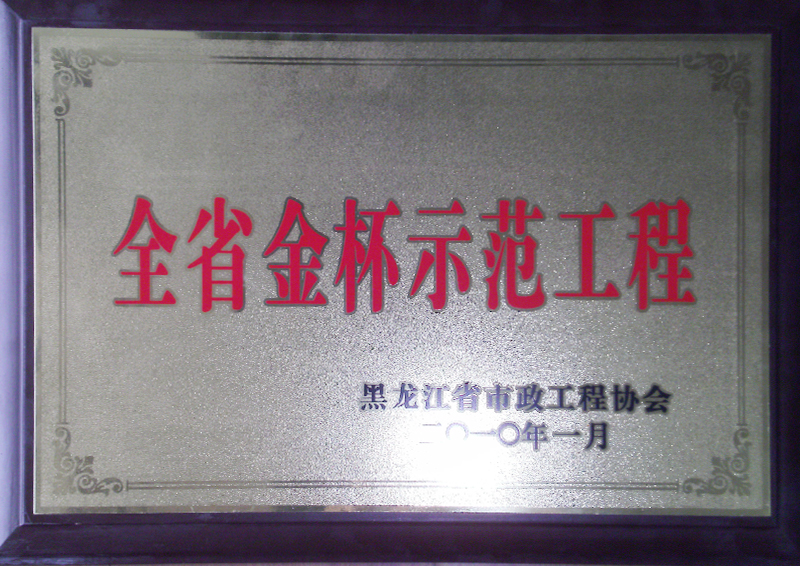 全省金杯示范工程
黑龙江省市政工程协会
二〇一〇年一月